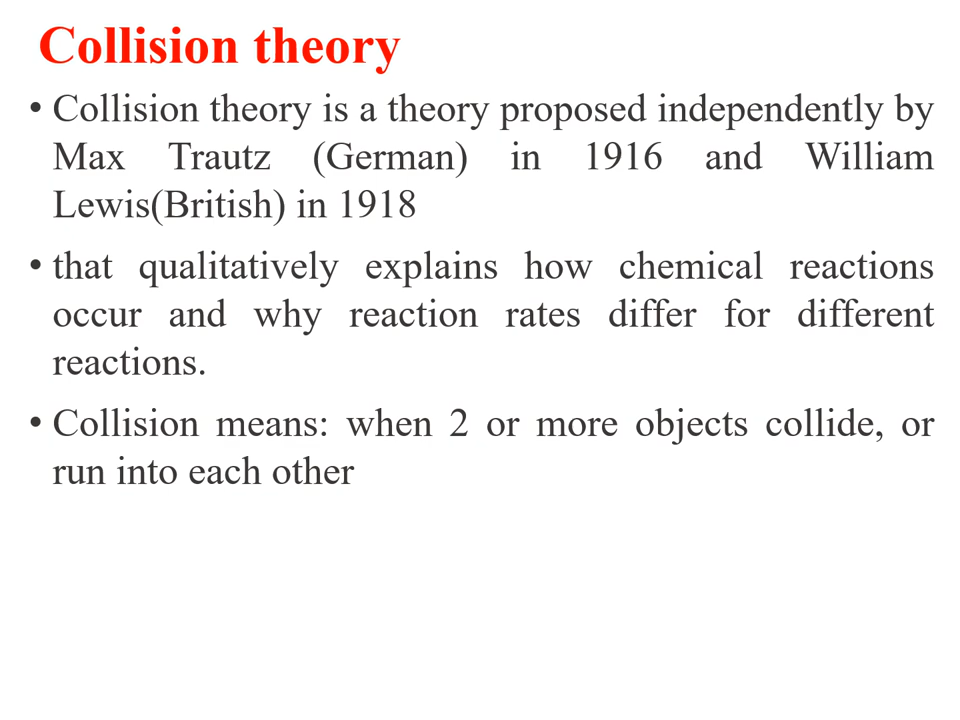 Collision theory
• Collision theory is a theory proposed independently by
Max Trautz (German) in 1916 and William
Lewis(British) in 1918
• that qualitatively explains how chemical reactions
occur and why reaction rates differ for different
reactions.
• Collision means: when 2 or more objects collide, or
run into each other